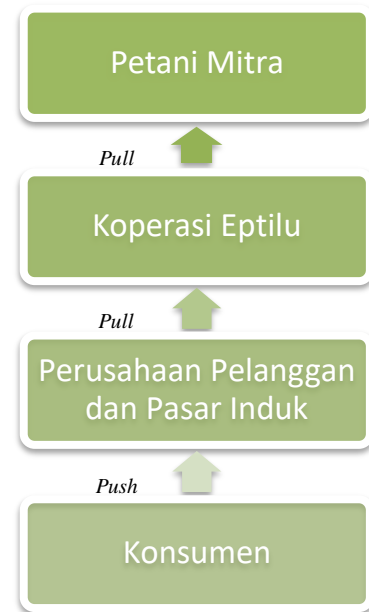 Petani Mitra
Pull
Koperasi Eptilu
Pull
Perusahaan Pelanggan
dan Pasar Induk
Push
Konsumen